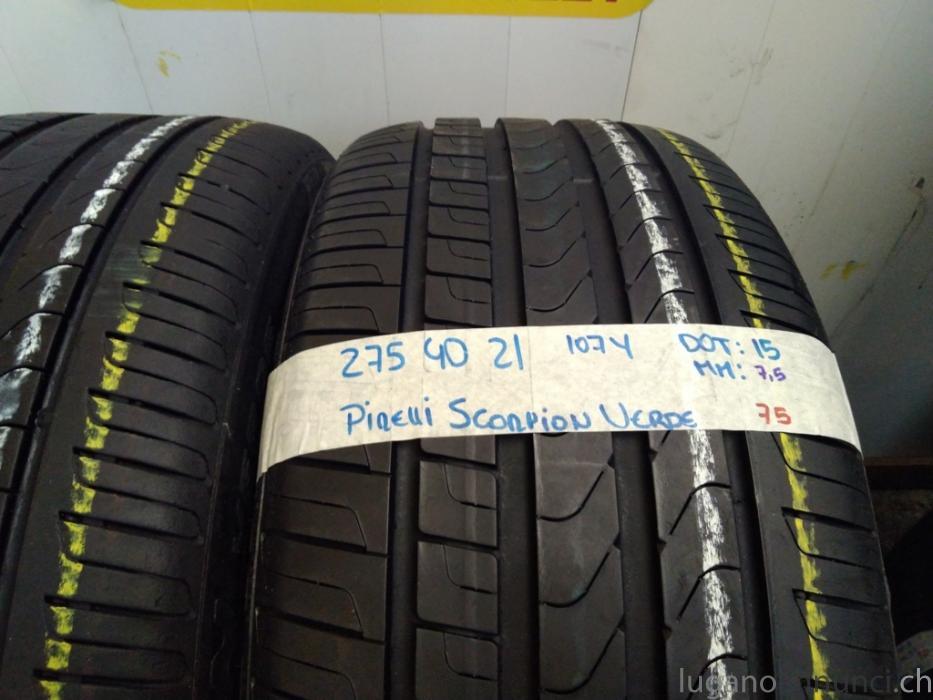 275 40 21 107Y DOT: 15
MM: 7,5
Pirelli Scorpion Verde 75
luganoannunci.ch